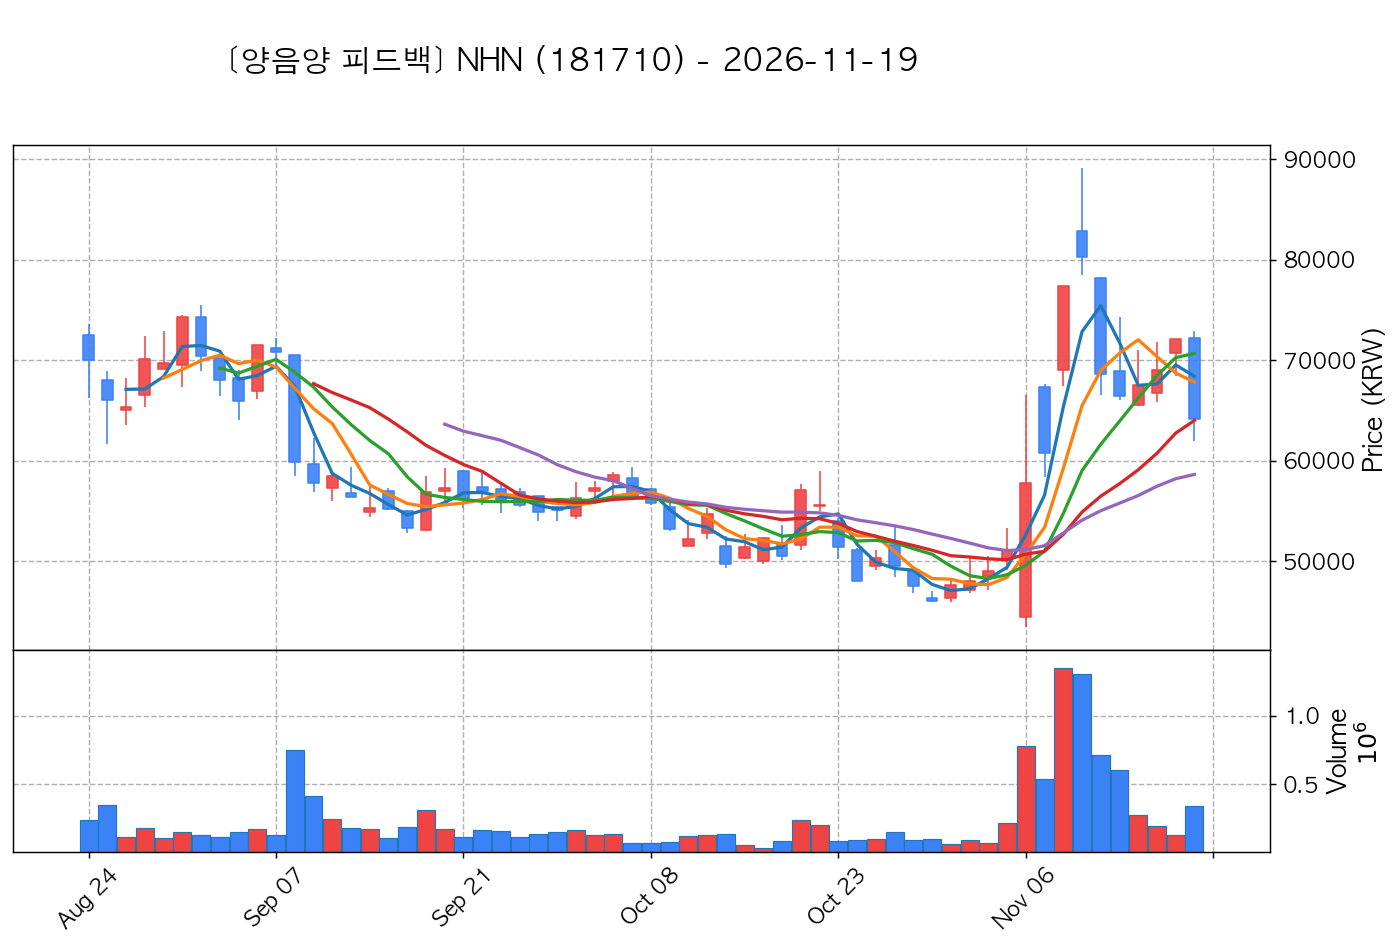 [양음양 피드백] NHN (181710) - 2026-11-19
90000
80000
70000
60000
50000
Price (KRW)
1.0
0.5
Volume
10⁶
Aug 24
Sep 07
Sep 21
Oct 08
Oct 23
Nov 06